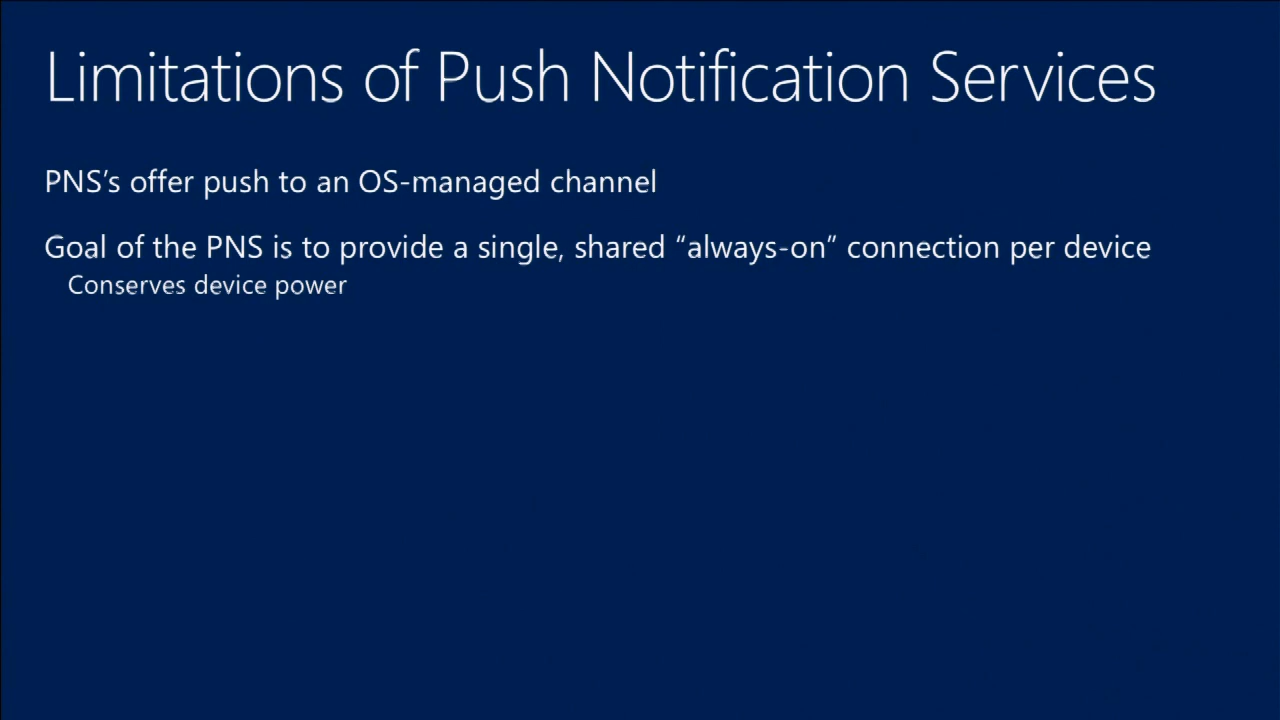 Limitations of Push Notification Services
PNS’s offer push to an OS-managed channel
Goal of the PNS is to provide a single, shared “always-on” connection per device
Conserves device power